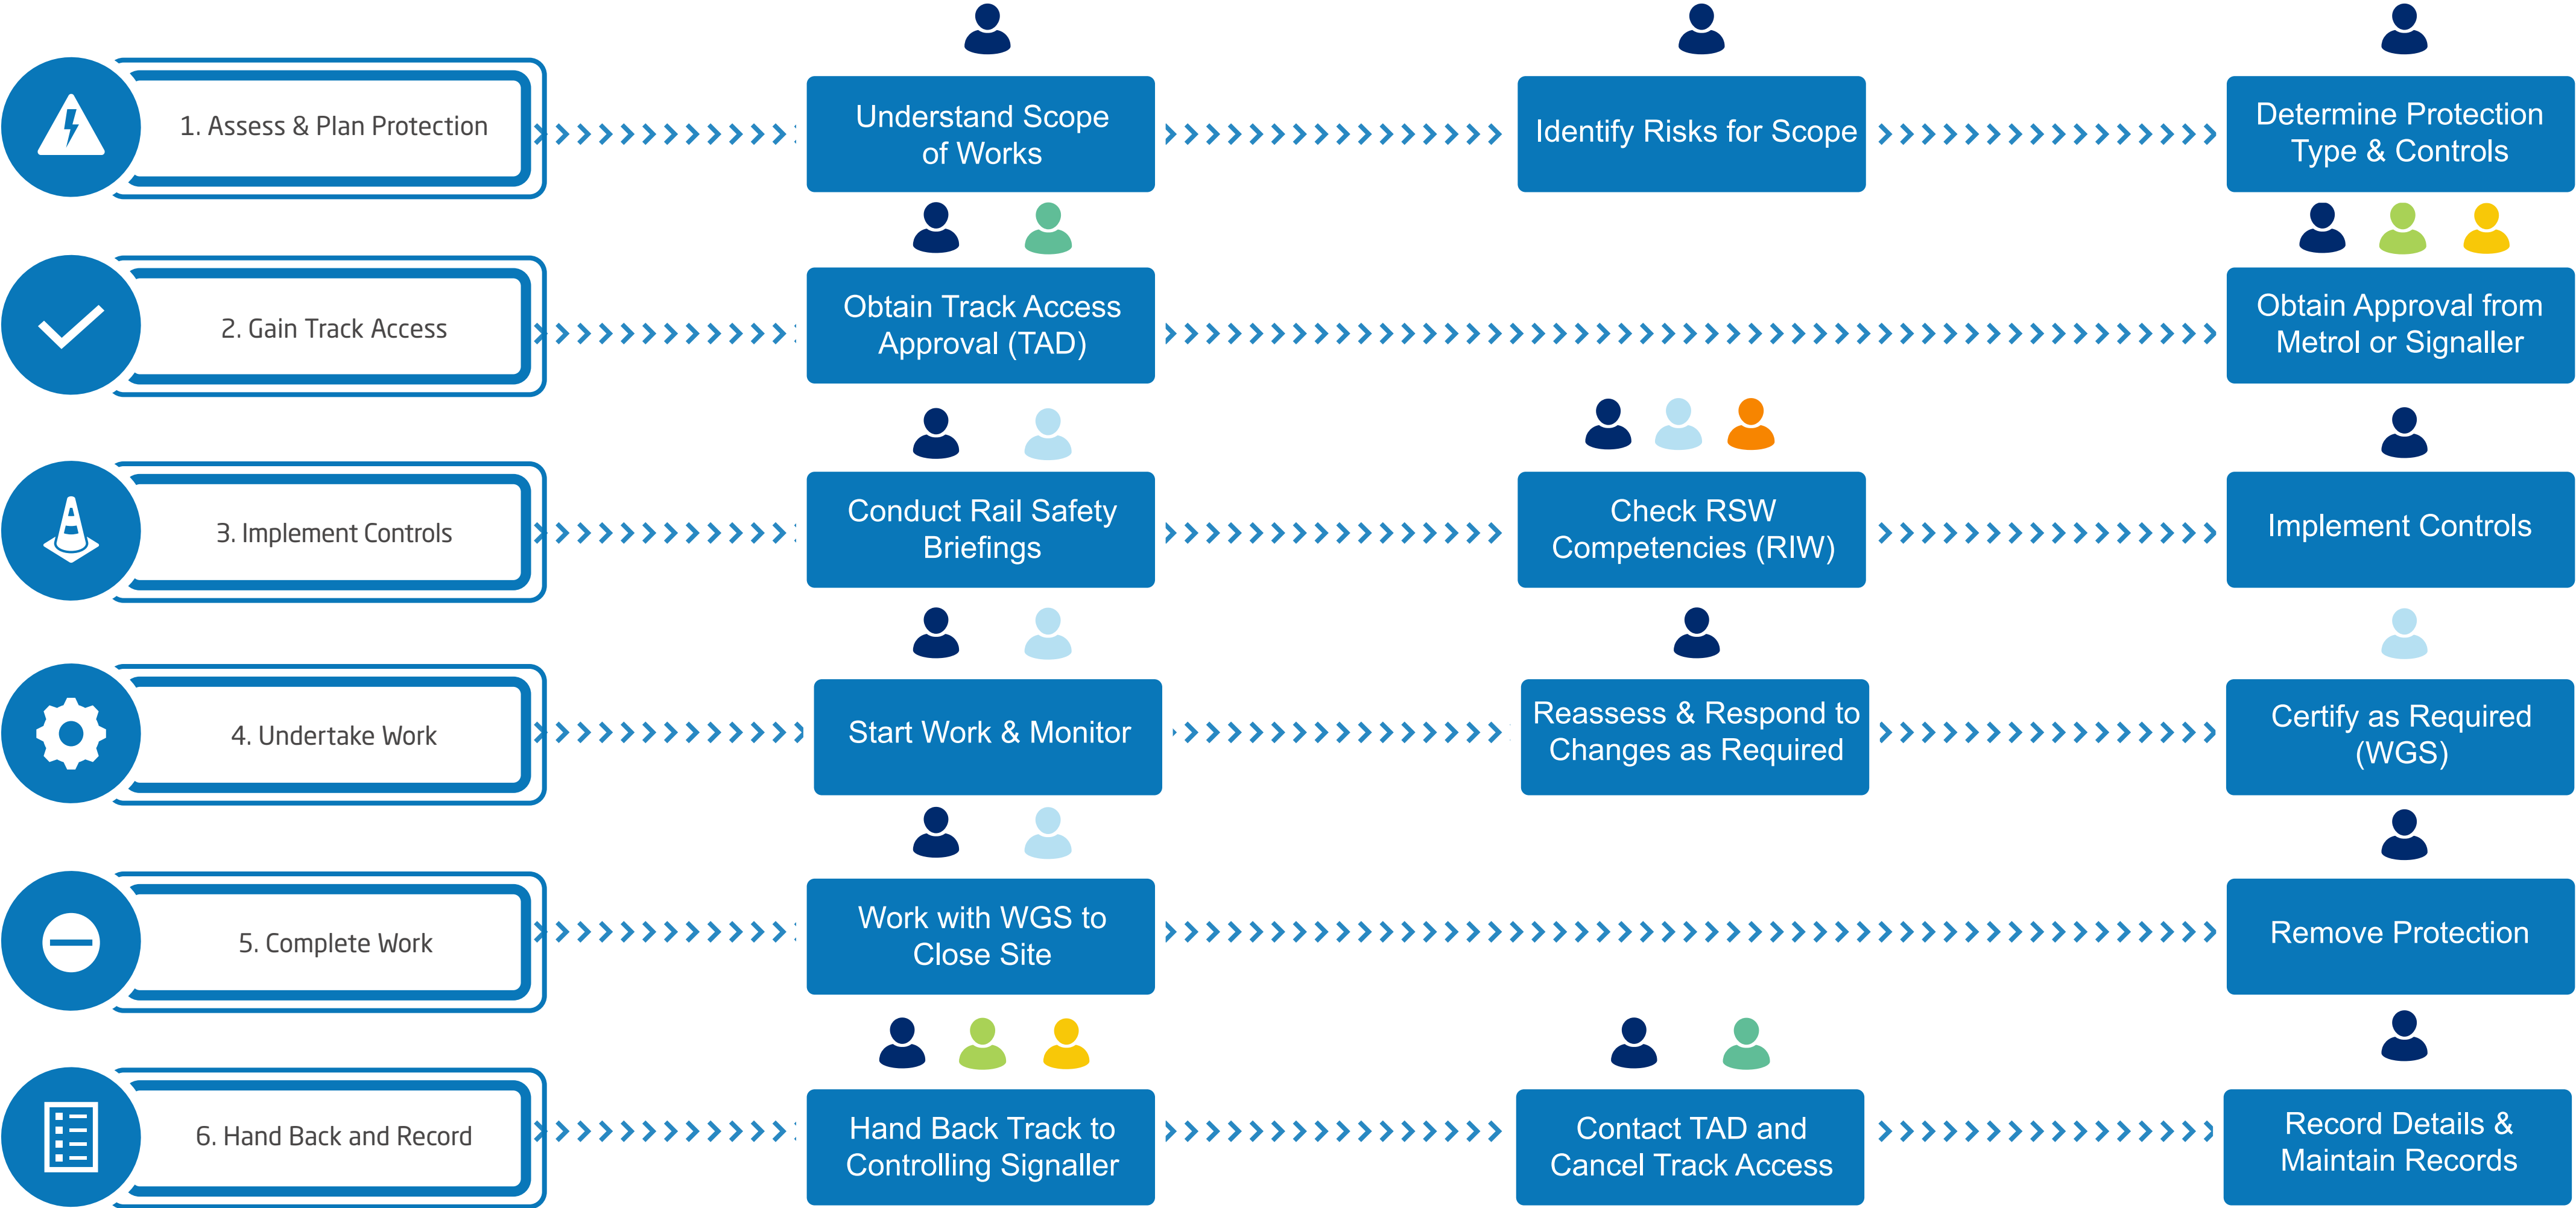 1. Assess & Plan Protection
Understand Scope
of Works
Identify Risks for Scope
Determine Protection
Type & Controls
2. Gain Track Access
Obtain Track Access
Approval (TAD)
Obtain Approval from
Metrol or Signaller
3. Implement Controls
Conduct Rail Safety
Briefings
Check RSW
Competencies (RIW)
Implement Controls
4. Undertake Work
Start Work & Monitor
Reassess & Respond to
Changes as Required
Certify as Required
(WGS)
5. Complete Work
Work with WGS to
Close Site
Remove Protection
6. Hand Back and Record
Hand Back Track to
Controlling Signaller
Contact TAD and
Cancel Track Access
Record Details &
Maintain Records